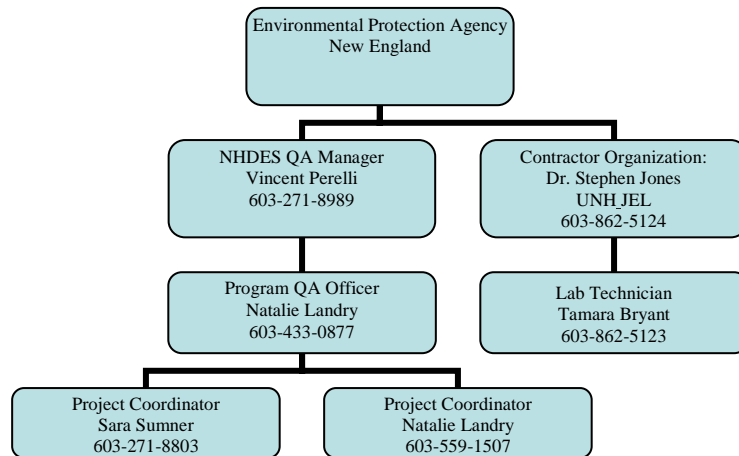 Environmental Protection Agency
New England
NHDES QA Manager
Vincent Perelli
603-271-8989
Contractor Organization:
Dr. Stephen Jones
UNH JEL
603-862-5124
Program QA Officer
Natalie Landry
603-433-0877
Lab Technician
Tamara Bryant
603-862-5123
Project Coordinator
Sara Sumner
603-271-8803
Project Coordinator
Natalie Landry
603-559-1507